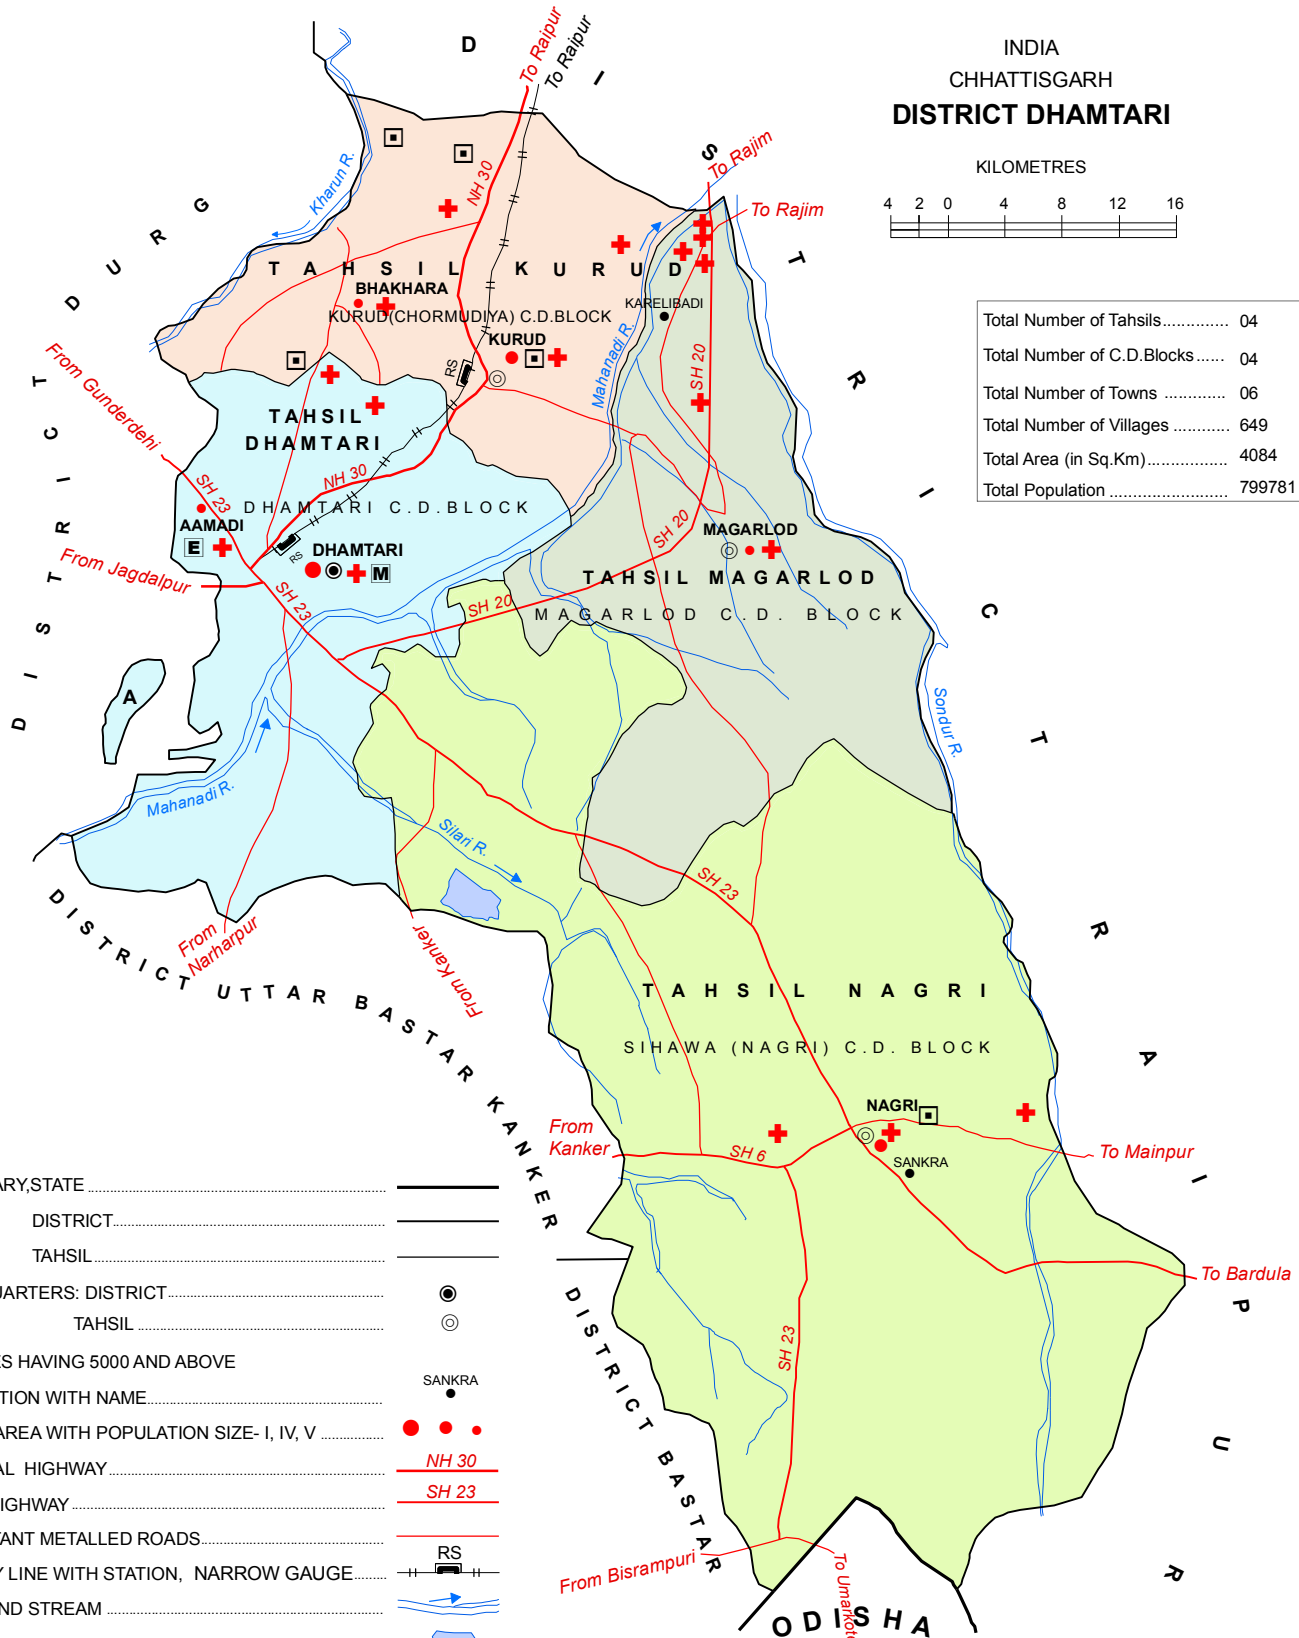 INDIA
CHHATTISGARH
DISTRICT DHAMTARI
KILOMETRES
4 2 0 4 8 12 16
Total Number of Tahsils.............. 04
Total Number of C.D.Blocks...... 04
Total Number of Towns .............. 06
Total Number of Villages ............ 649
Total Area (in Sq.Km)................. 4084
Total Population ......................... 799781
DISTRICT RAIPUR
DISTRICT DURG
To Raipur
To Raipur
To Rajim
To Rajim
Kharun R.
NH 30
TAHSIL KURUD
BHAKHARA
KURUD(CHORMUDIYA) C.D.BLOCK
KURUD
RS
KARELIBADI
Mahanadi R.
SH 20
From Gunderdehi
TAHSIL
DHAMTARI
NH 30
SH 23
DHAMTARI C.D.BLOCK
AAMADI
E
RS
DHAMTARI
M
From Jagdalpur
SH 23
SH 20
SH 20
MAGARLOD
TAHSIL MAGARLOD
MAGARLOD C.D. BLOCK
A
Sondur R.
Mahanadi R.
Silari R.
SH 23
From
Narharpur
From Kanker
DISTRICT UTTAR BASTAR KANKER
TAHSIL NAGRI
SIHAWA (NAGRI) C.D. BLOCK
NAGRI
From
Kanker
SH 6
SANKRA
To Mainpur
To Bardula
SH 23
DISTRICT BASTAR
From Bisrampuri
To Umarkote
ODISHA
ARY,STATE
DISTRICT
TAHSIL
UARTERS: DISTRICT
TAHSIL
ES HAVING 5000 AND ABOVE
TION WITH NAME
SANKRA
AREA WITH POPULATION SIZE- I, IV, V
AL HIGHWAY
NH 30
IGHWAY
SH 23
TANT METALLED ROADS
Y LINE WITH STATION, NARROW GAUGE
RS
ND STREAM